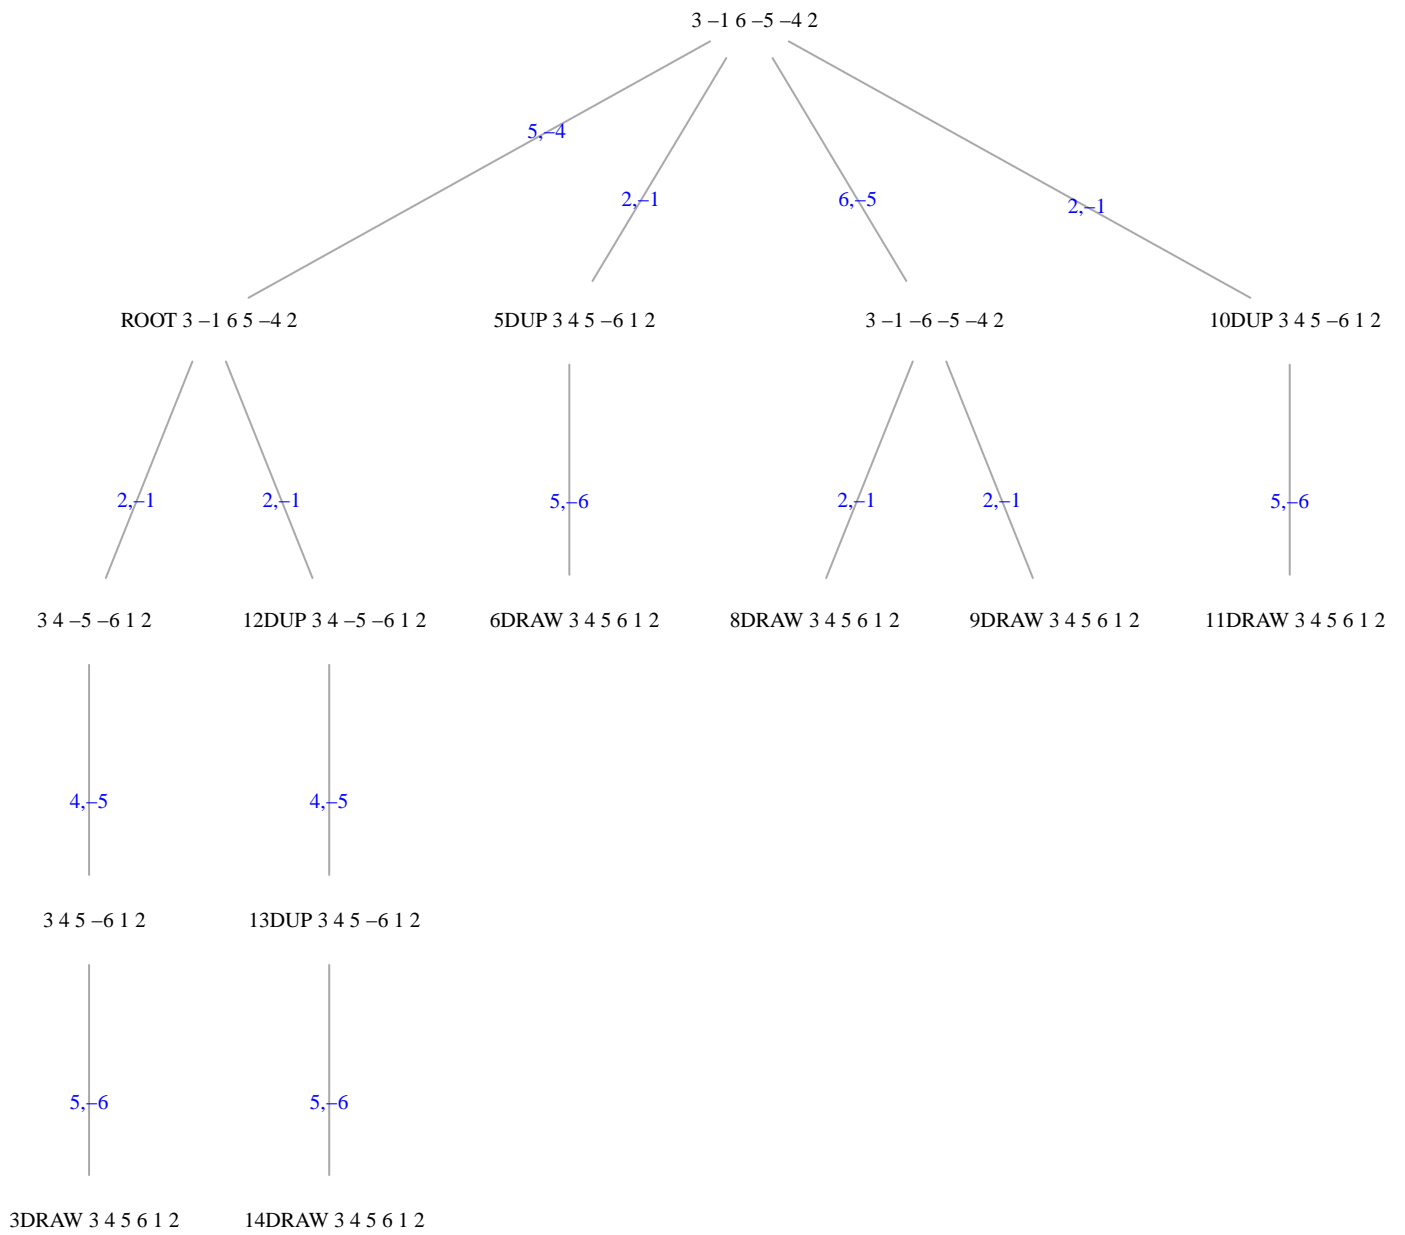 3 –1 6 –5 –4 2
5,–4
2,–1
6,–5
2,–1
ROOT 3 –1 6 5 –4 2
5DUP 3 4 5 –6 1 2
3 –1 –6 –5 –4 2
10DUP 3 4 5 –6 1 2
2,–1
2,–1
5,–6
2,–1
2,–1
5,–6
3 4 –5 –6 1 2
12DUP 3 4 –5 –6 1 2
6DRAW 3 4 5 6 1 2
8DRAW 3 4 5 6 1 2
9DRAW 3 4 5 6 1 2
11DRAW 3 4 5 6 1 2
4,–5
4,–5
3 4 5 –6 1 2
13DUP 3 4 5 –6 1 2
5,–6
5,–6
3DRAW 3 4 5 6 1 2
14DRAW 3 4 5 6 1 2